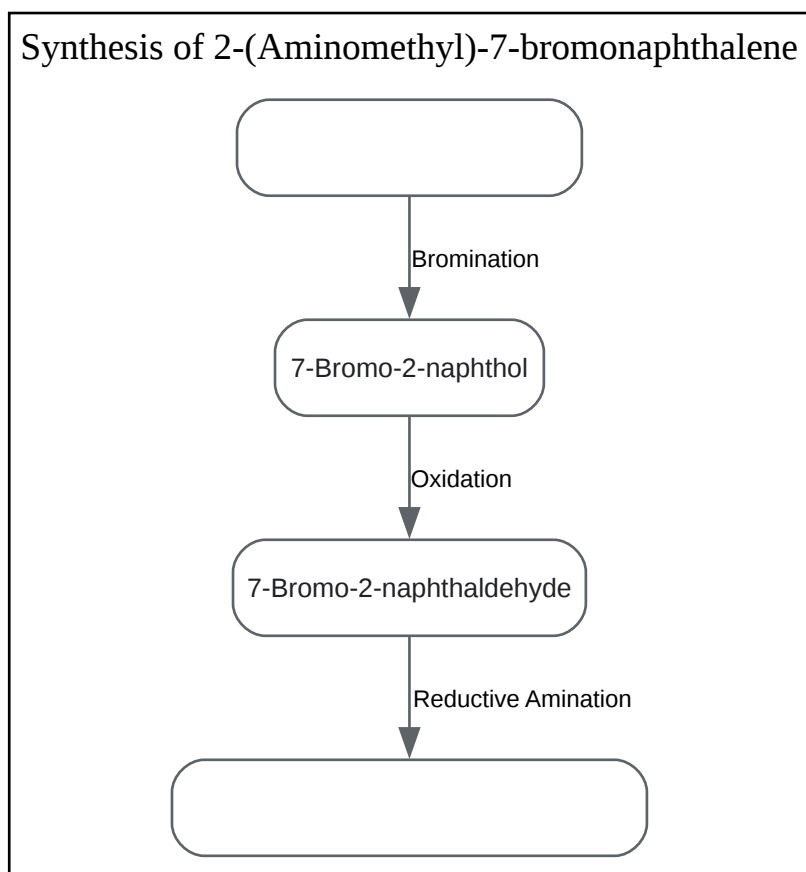 Synthesis of 2-(Aminomethyl)-7-bromonaphthalene
Bromination
7-Bromo-2-naphthol
Oxidation
7-Bromo-2-naphthaldehyde
Reductive Amination